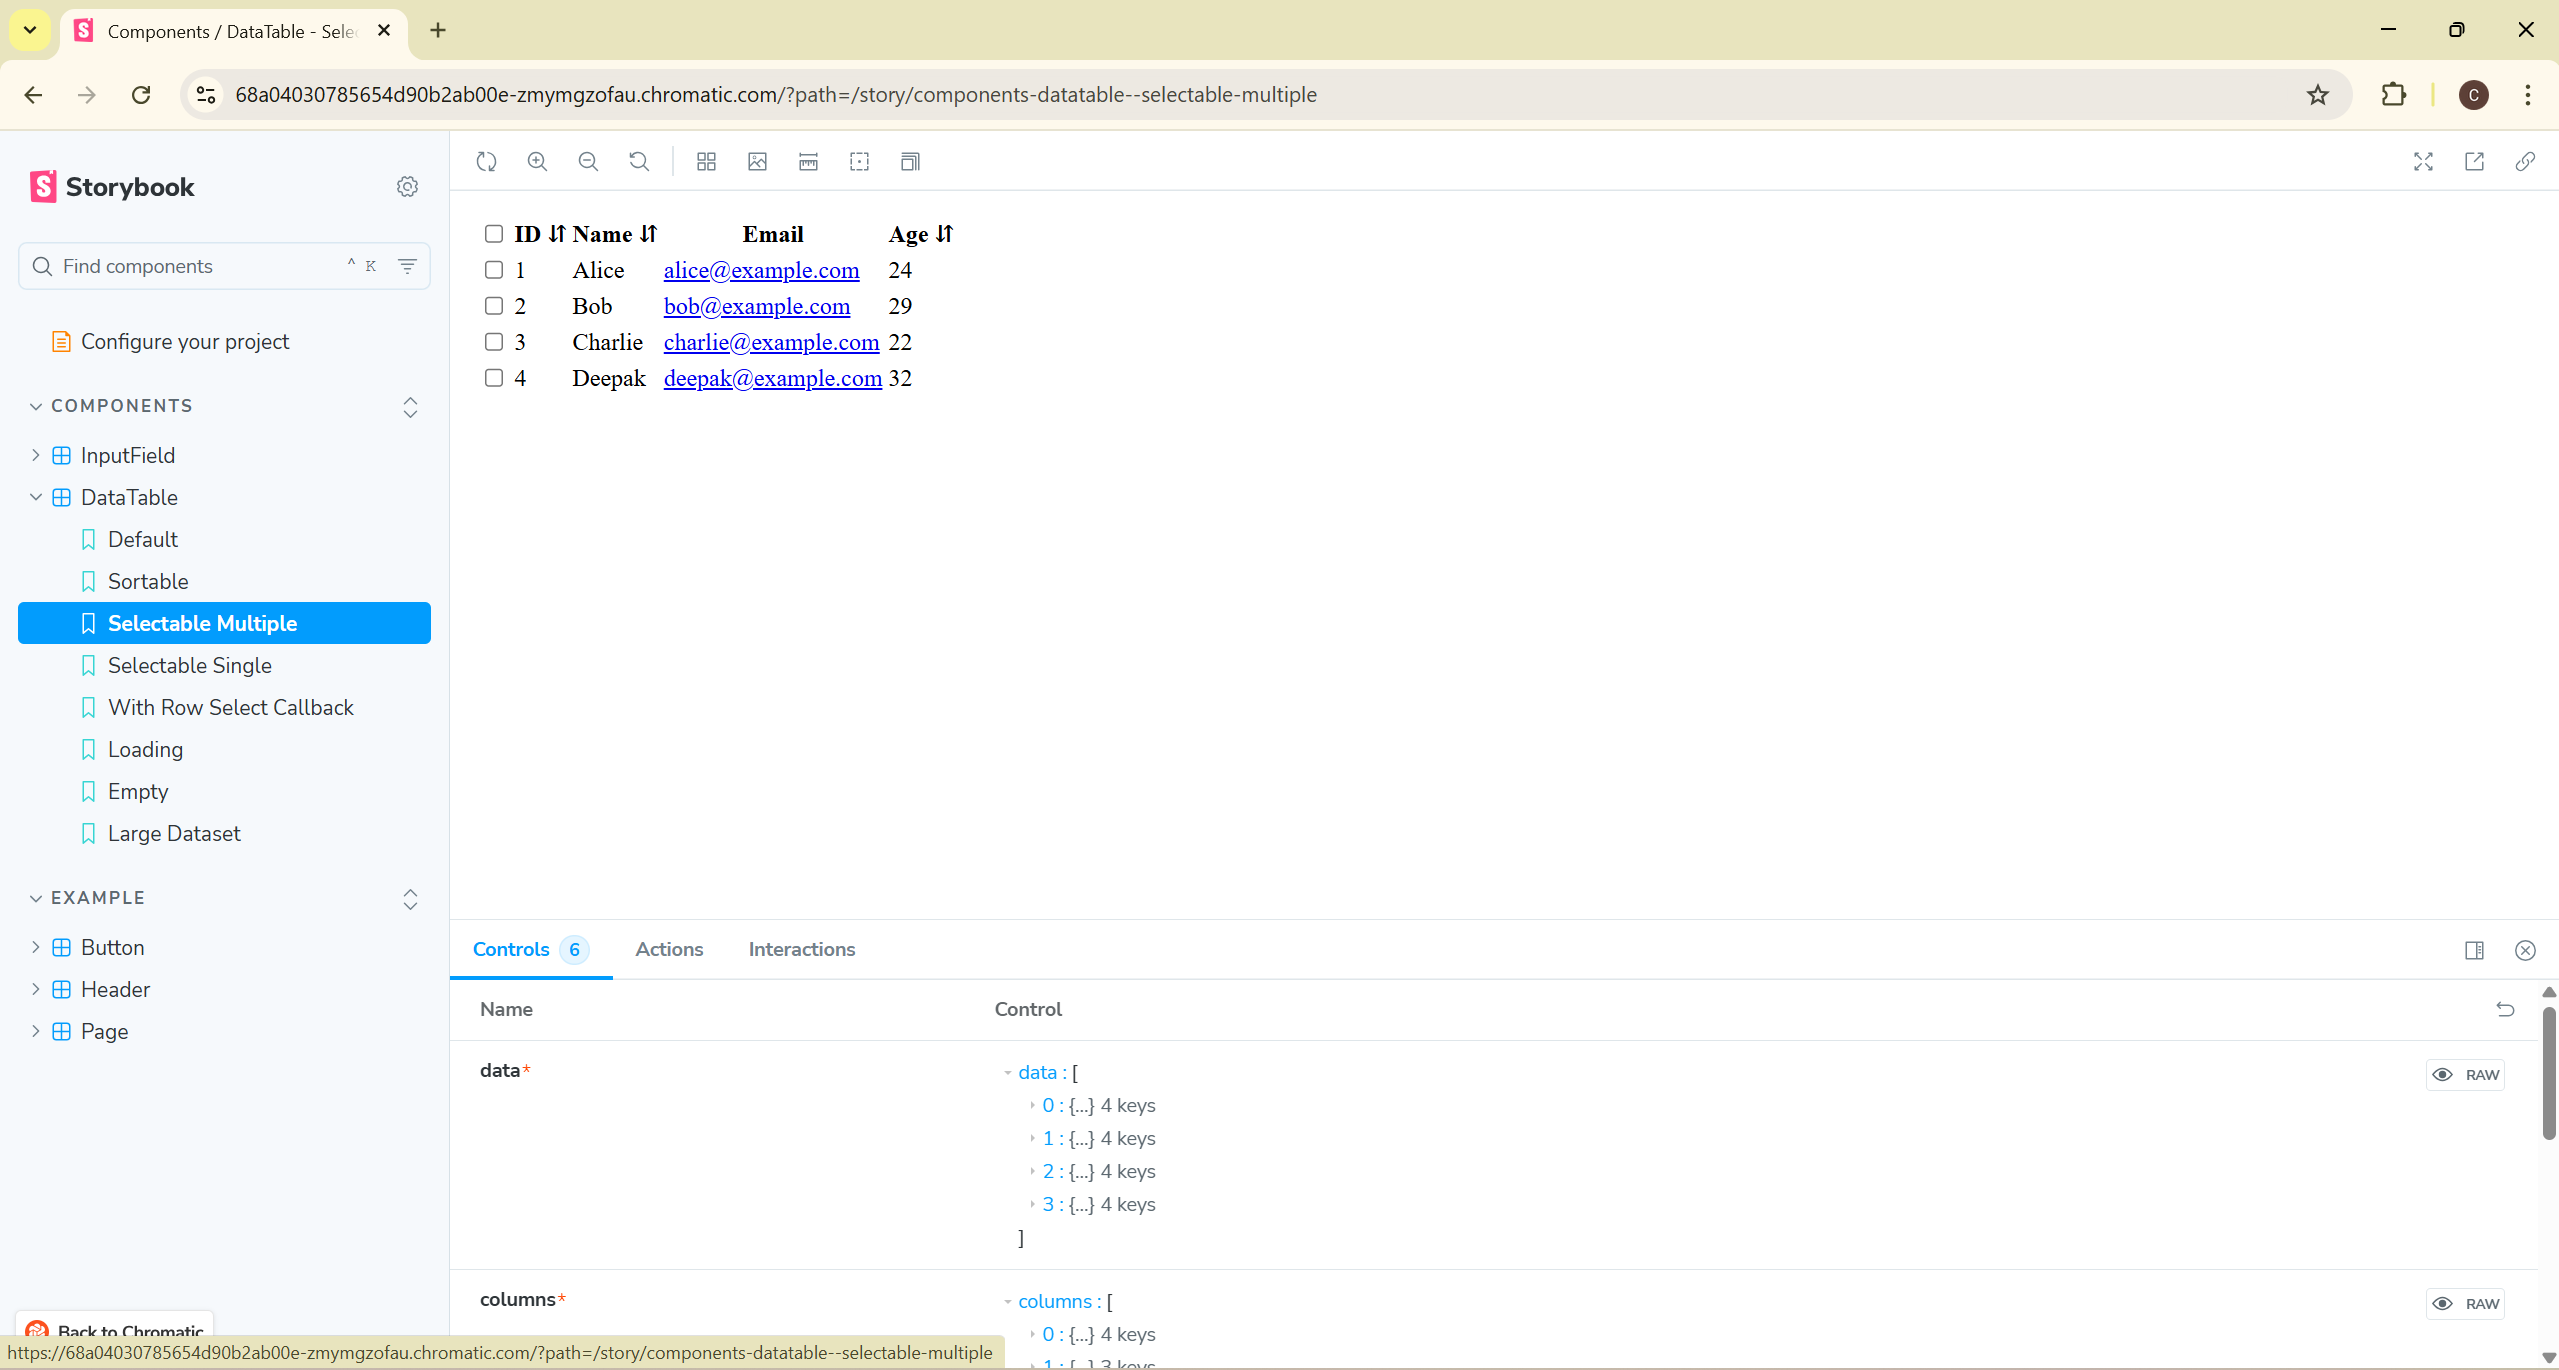 Components / DataTable - Sele
68a04030785654d90b2ab00e-zmymgzofau.chromatic.com/?path=/story/components-datatable--selectable-multiple
C
Storybook
Find components
^ K
Configure your project
COMPONENTS
InputField
DataTable
Default
Sortable
Selectable Multiple
Selectable Single
With Row Select Callback
Loading
Empty
Large Dataset
EXAMPLE
Button
Header
Page
Back to Chromatic
https://68a04030785654d90b2ab00e-zmymgzofau.chromatic.com/?path=/story/components-datatable--selectable-multiple
ID ⇵ Name ⇵ Email Age ⇵
1 Alice alice@example.com 24
2 Bob bob@example.com 29
3 Charlie charlie@example.com 22
4 Deepak deepak@example.com 32
Controls 6 Actions Interactions
Name Control
data* data : [ RAW
0 : {...} 4 keys
1 : {...} 4 keys
2 : {...} 4 keys
3 : {...} 4 keys
]
columns* columns : [ RAW
0 : {...} 4 keys
1 : {...} 3 keys